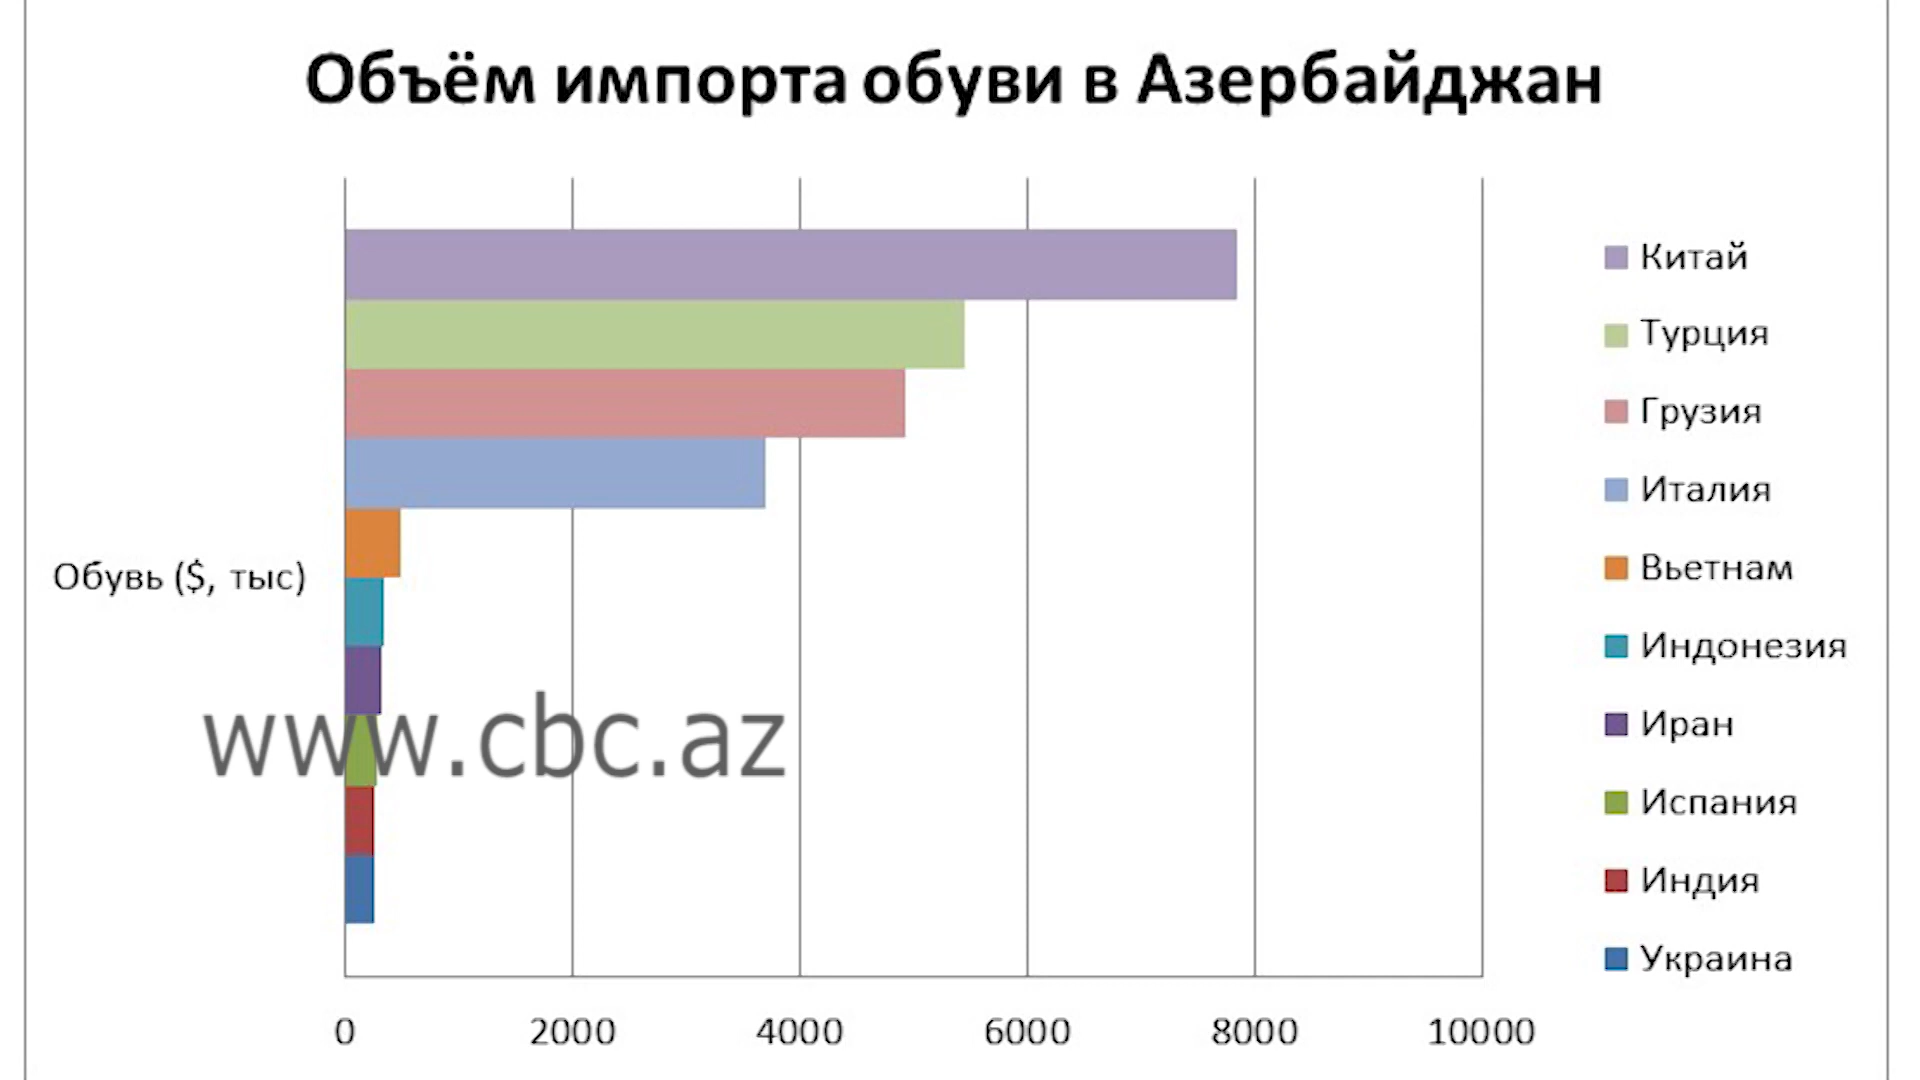 Объём импорта обуви в Азербайджан
Китай
Турция
Грузия
Италия
Вьетнам
Обувь ($, тыс)
Индонезия
Иран
www.cbc.az
Испания
Индия
Украина
0 2000 4000 6000 8000 10000